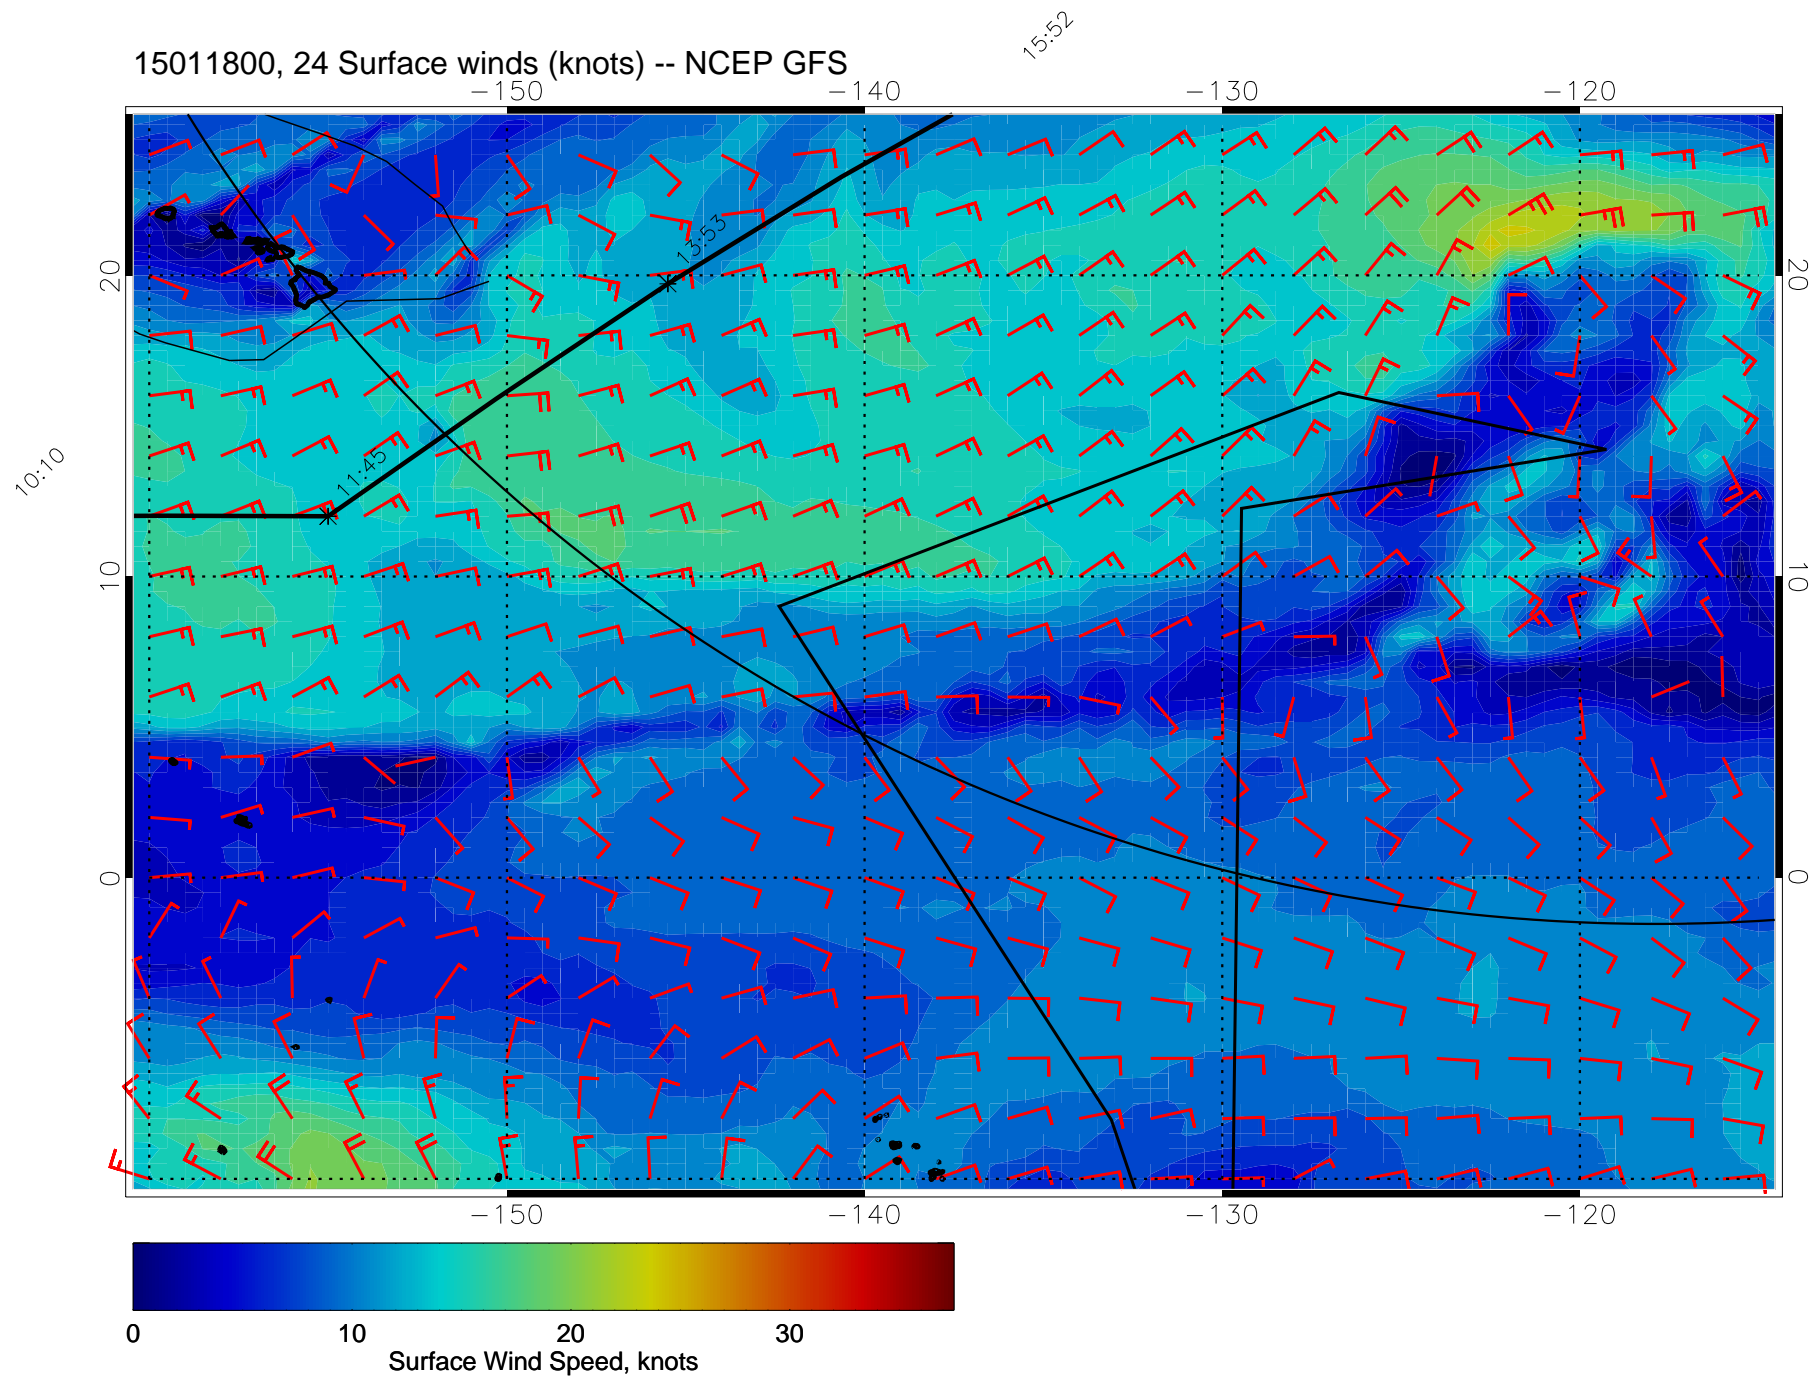 15:52
15011800, 24 Surface winds (knots) -- NCEP GFS
-150 -140 -130 -120
13:53
20 20
10:10
11:45
10 10
0 0
-150 -140 -130 -120
0 10 20 30
Surface Wind Speed, knots